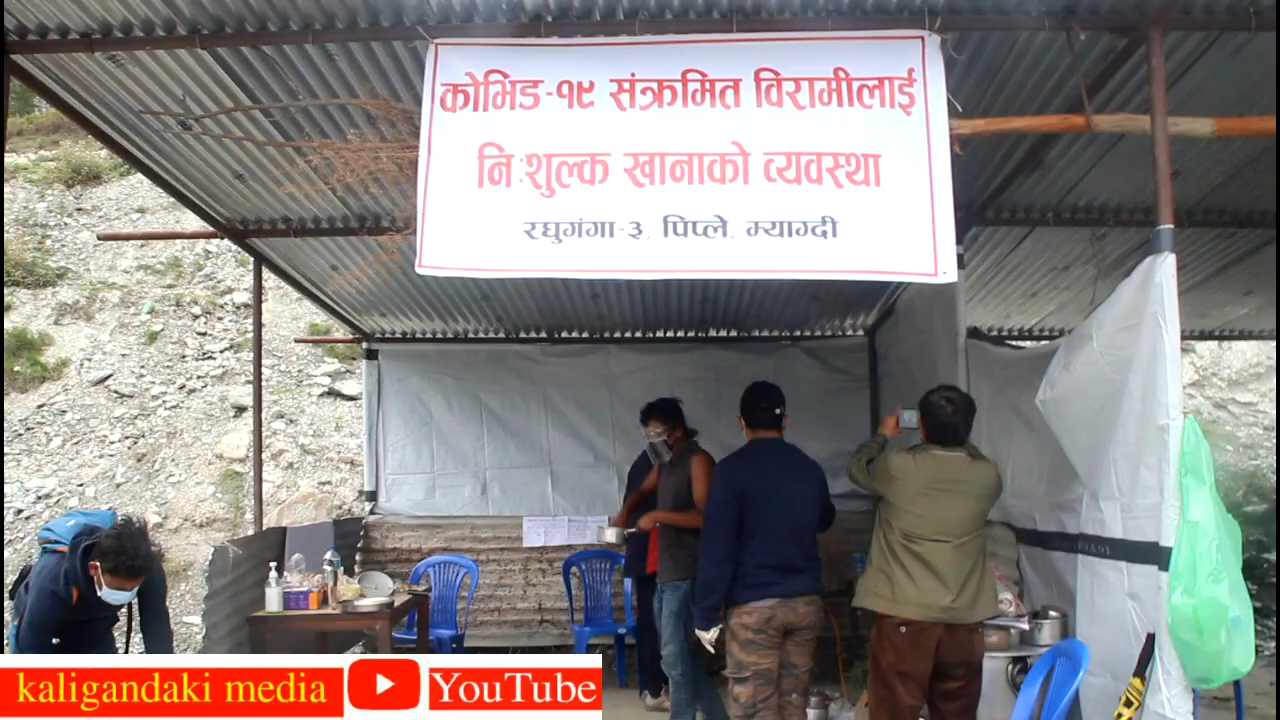 कोभिड-१९ संक्रमित विरामीलाई
नि:शुल्क खानाको व्यवस्था
रघुगंगा-३, पिप्ले, म्याग्दी
kaligandaki media YouTube